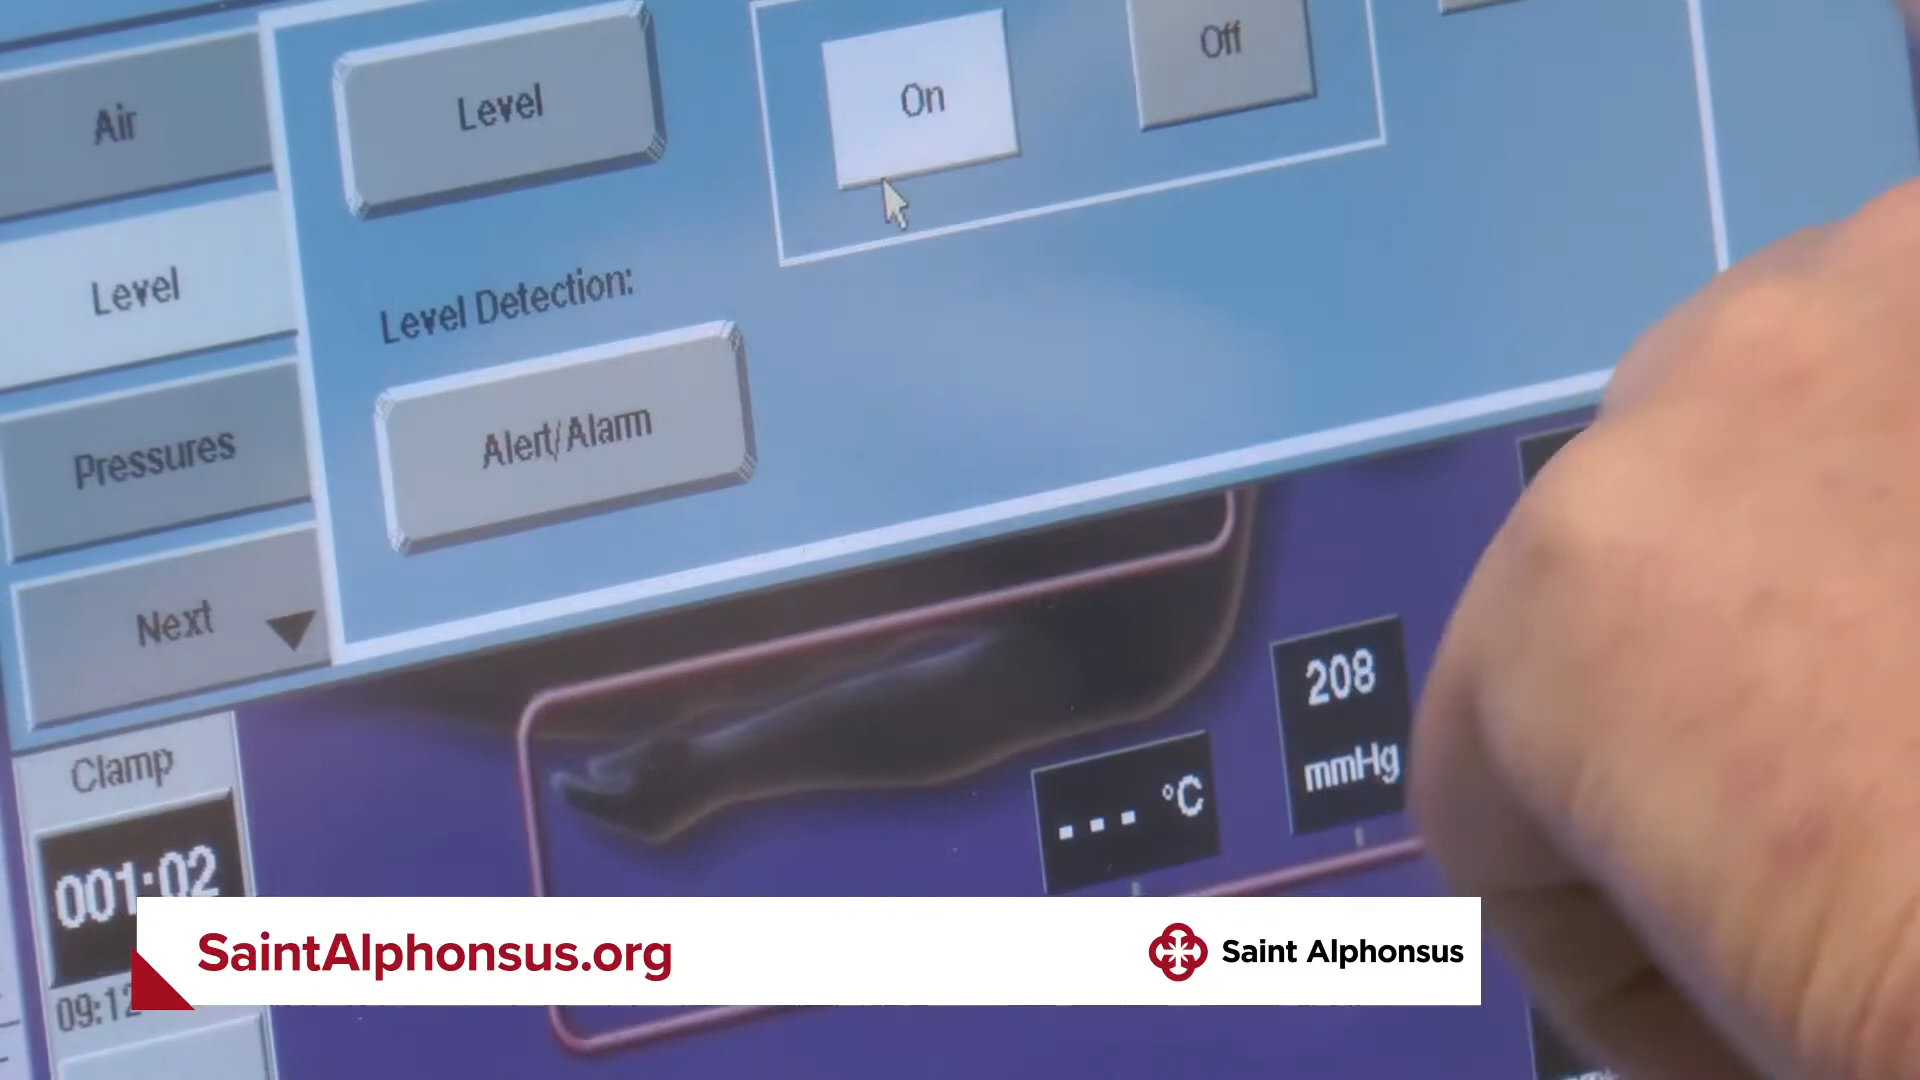 Air
Level
On
Off
Level
Level Detection:
Alert/Alarm
Pressures
Next
208
mmHg
--- °C
Clamp
001:02
09:12
SaintAlphonsus.org
Saint Alphonsus